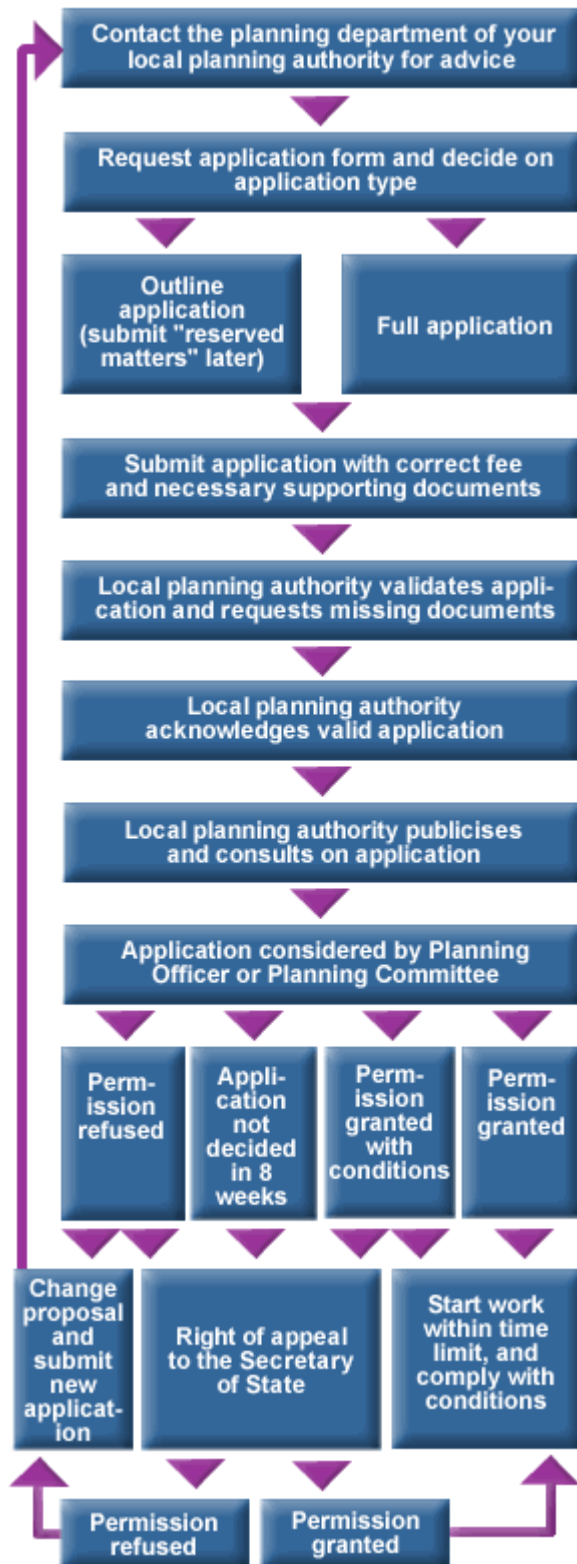 Contact the planning department of your
local planning authority for advice
Request application form and decide on
application type
Outline
application
(submit "reserved
matters" later)
Full application
Submit application with correct fee
and necessary supporting documents
Local planning authority validates appli-
cation and requests missing documents
Local planning authority
acknowledges valid application
Local planning authority publicises
and consults on application
Application considered by Planning
Officer or Planning Committee
Perm-
ission
refused
Appli-
cation
not
decided
in 8
weeks
Perm-
ission
granted
with
conditions
Perm-
ission
granted
Change
proposal
and
submit
new
applicat-
ion
Right of appeal
to the Secretary
of State
Start work
within time
limit, and
comply with
conditions
Permission
refused
Permission
granted